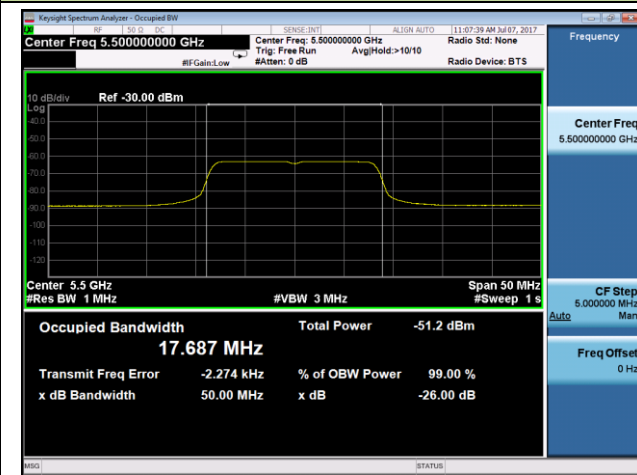 Keysight Spectrum Analyzer - Occupied BW
RF 50 Ω DC SENSE:INT ALIGN AUTO 11:07:39 AM Jul 07, 2017
Center Freq 5.500000000 GHz
Center Freq: 5.500000000 GHz Radio Std: None
Trig: Free Run Avg|Hold:>10/10
#IFGain:Low #Atten: 0 dB Radio Device: BTS
Frequency
10 dB/div Ref -30.00 dBm
Log
-40.0
-50.0
-60.0
-70.0
-80.0
-90.0
-100
-110
-120
Center 5.5 GHz Span 50 MHz
#Res BW 1 MHz #VBW 3 MHz #Sweep 1 s
Occupied Bandwidth Total Power -51.2 dBm
17.687 MHz
Transmit Freq Error -2.274 kHz % of OBW Power 99.00 %
x dB Bandwidth 50.00 MHz x dB -26.00 dB
Center Freq
5.500000000 GHz
CF Step
5.000000 MHz
Auto Man
Freq Offset
0 Hz
MSG STATUS